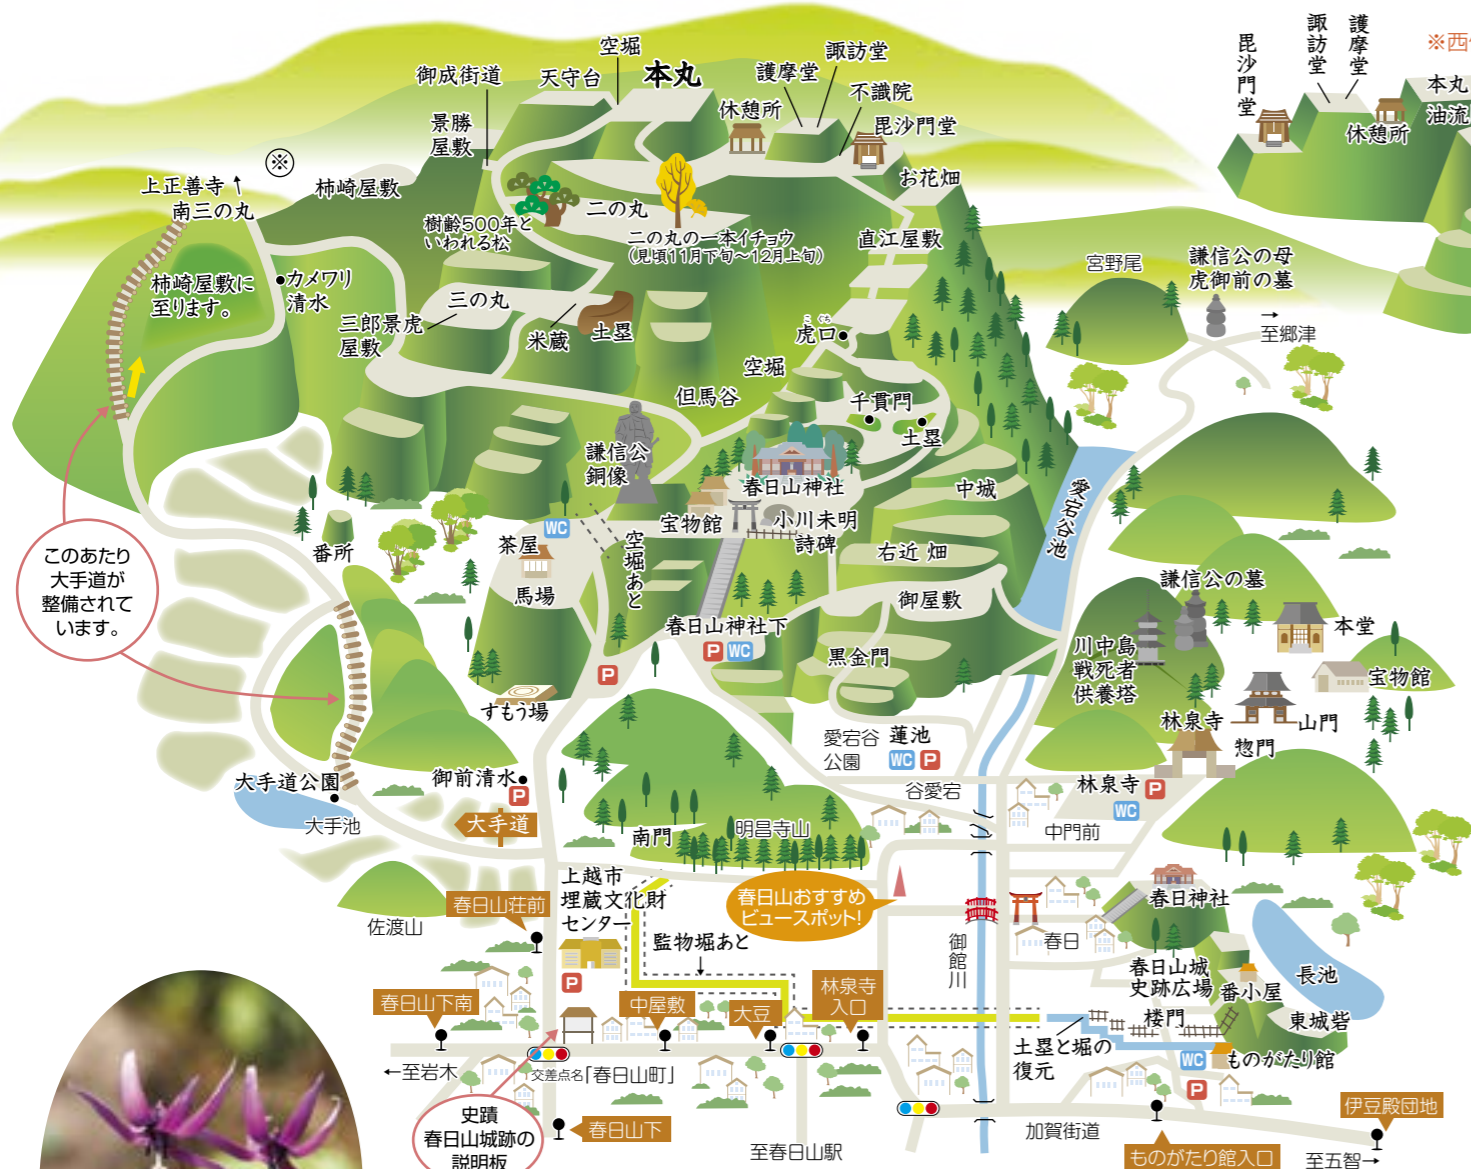 空堀
諏訪堂
御成街道
天守台
本丸
護摩堂
休憩所
不識院
毘沙門堂
景勝
屋敷
お花畑
※
上正善寺↑
南三の丸
柿崎屋敷
樹齢500年と
いわれる松
二の丸
二の丸の一本イチョウ
(見頃11月下旬～12月上旬)
直江屋敷
柿崎屋敷に
至ります。
カメワリ
清水
三の丸
三郎景虎
屋敷
米蔵
土塁
こ ぐち
虎口
空堀
但馬谷
千貫門
土塁
宮野尾
謙信公の母
虎御前の墓
→
至郷津
毘沙門堂
諏訪堂
護摩堂
休憩所
※西
本丸
油流
謙信公
銅像
春日山神社
中城
宝物館
小川未明
詩碑
右近畑
愛宕谷池
WC
茶屋
馬場
空堀あと
番所
このあたり
大手道が
整備されて
います。
御屋敷
春日山神社下
P WC
黒金門
P
すもう場
謙信公の墓
本堂
川中島
戦死者
供養塔
宝物館
林泉寺
山門
惣門
愛宕谷
公園
蓮池
WC P
谷愛宕
林泉寺 P
WC
中門前
大手道公園
大手池
御前清水
P
大手道
南門
明昌寺山
上越市
埋蔵文化財
センター
P
春日山おすすめ
ビュースポット!
春日山荘前
佐渡山
監物堀あと
春日山下南
中屋敷
大豆
林泉寺
入口
御館川
春日
春日神社
春日山城
史跡広場
番小屋
長池
楼門
東城砦
土塁と堀の
復元
WC
ものがたり館
P
←至岩木
交差点名「春日山町」
史蹟
春日山城跡の
説明板
春日山下
至春日山駅
加賀街道
ものがたり館入口
伊豆殿団地
至五智→